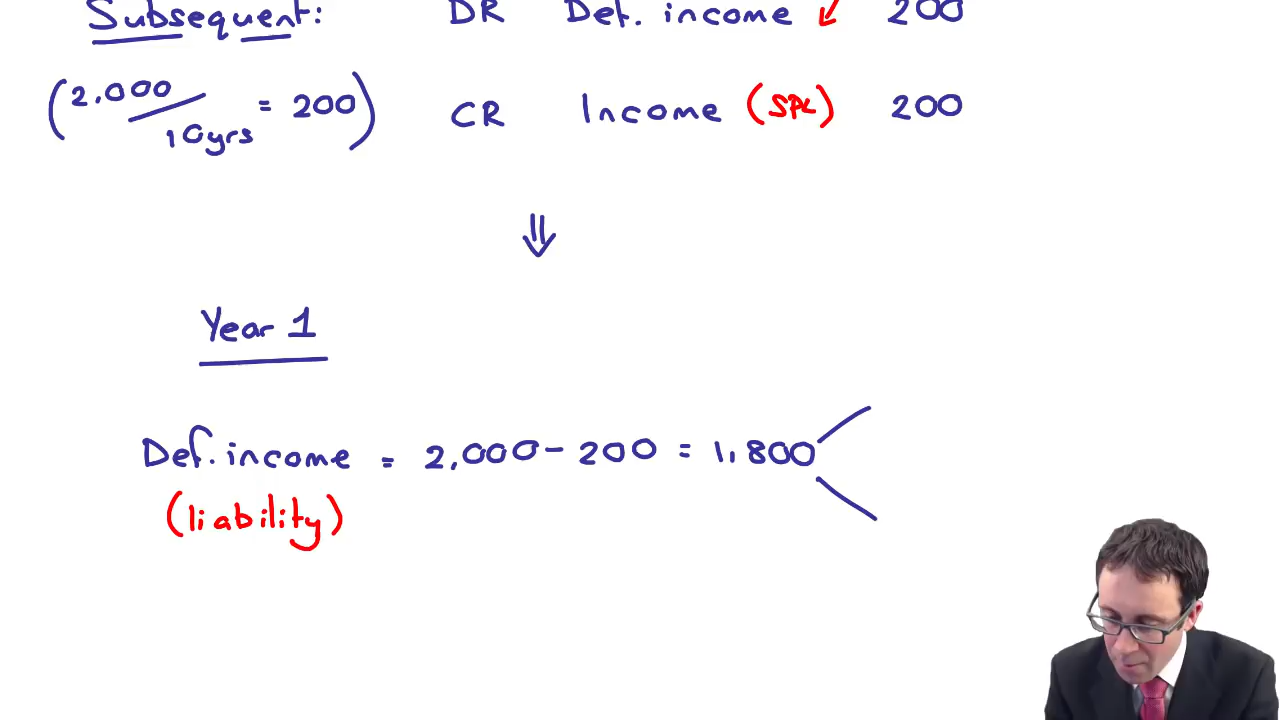 Subsequent: DR Def. income ↙ 200
(2,000/10yrs = 200) CR Income (SPL) 200
⇓
Year 1
Def. income = 2,000 - 200 = 1,800
(liability)